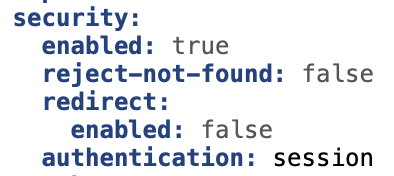 security:
  enabled: true
  reject-not-found: false
  redirect:
    enabled: false
  authentication: session